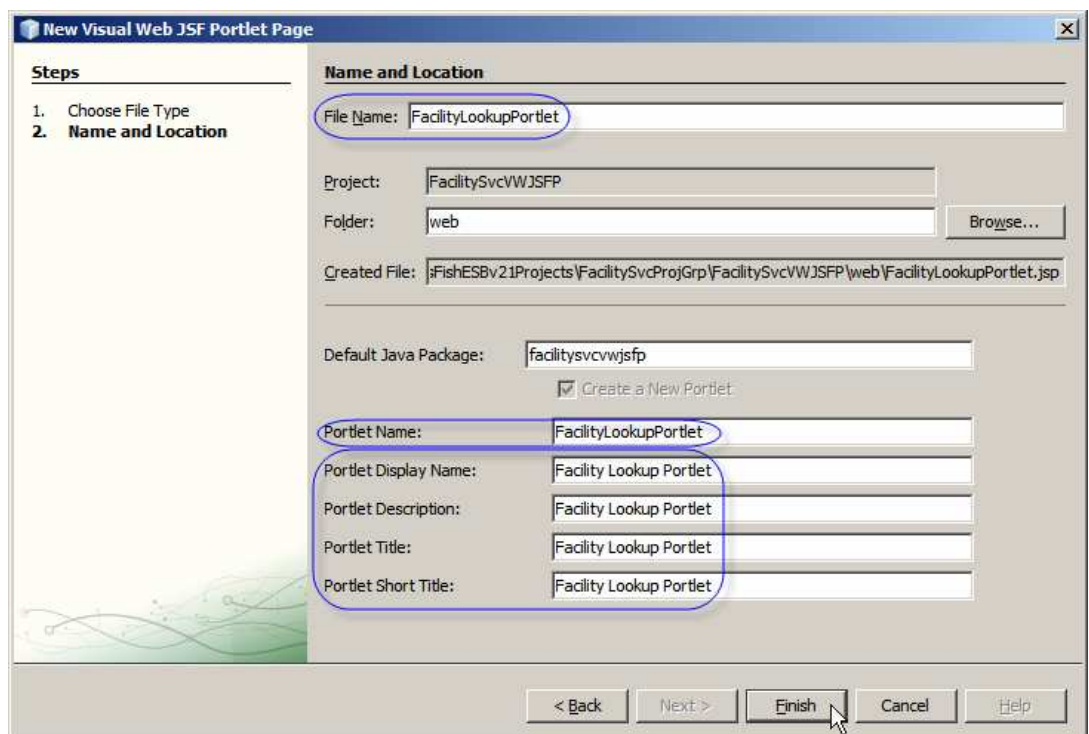 New Visual Web JSF Portlet Page
Steps
1. Choose File Type
2. Name and Location
Name and Location
File Name: FacilityLookupPortlet
Project: FacilitySvcVWJSFP
Folder: web Browse...
Created File: iFishESBv21Projects\FacilitySvcProjGrp\FacilitySvcVWJSFP\web\FacilityLookupPortlet.jsp
Default Java Package: facilitysvcvwjsfp
Create a New Portlet
Portlet Name: FacilityLookupPortlet
Portlet Display Name: Facility Lookup Portlet
Portlet Description: Facility Lookup Portlet
Portlet Title: Facility Lookup Portlet
Portlet Short Title: Facility Lookup Portlet
< Back Next > Finish Cancel Help